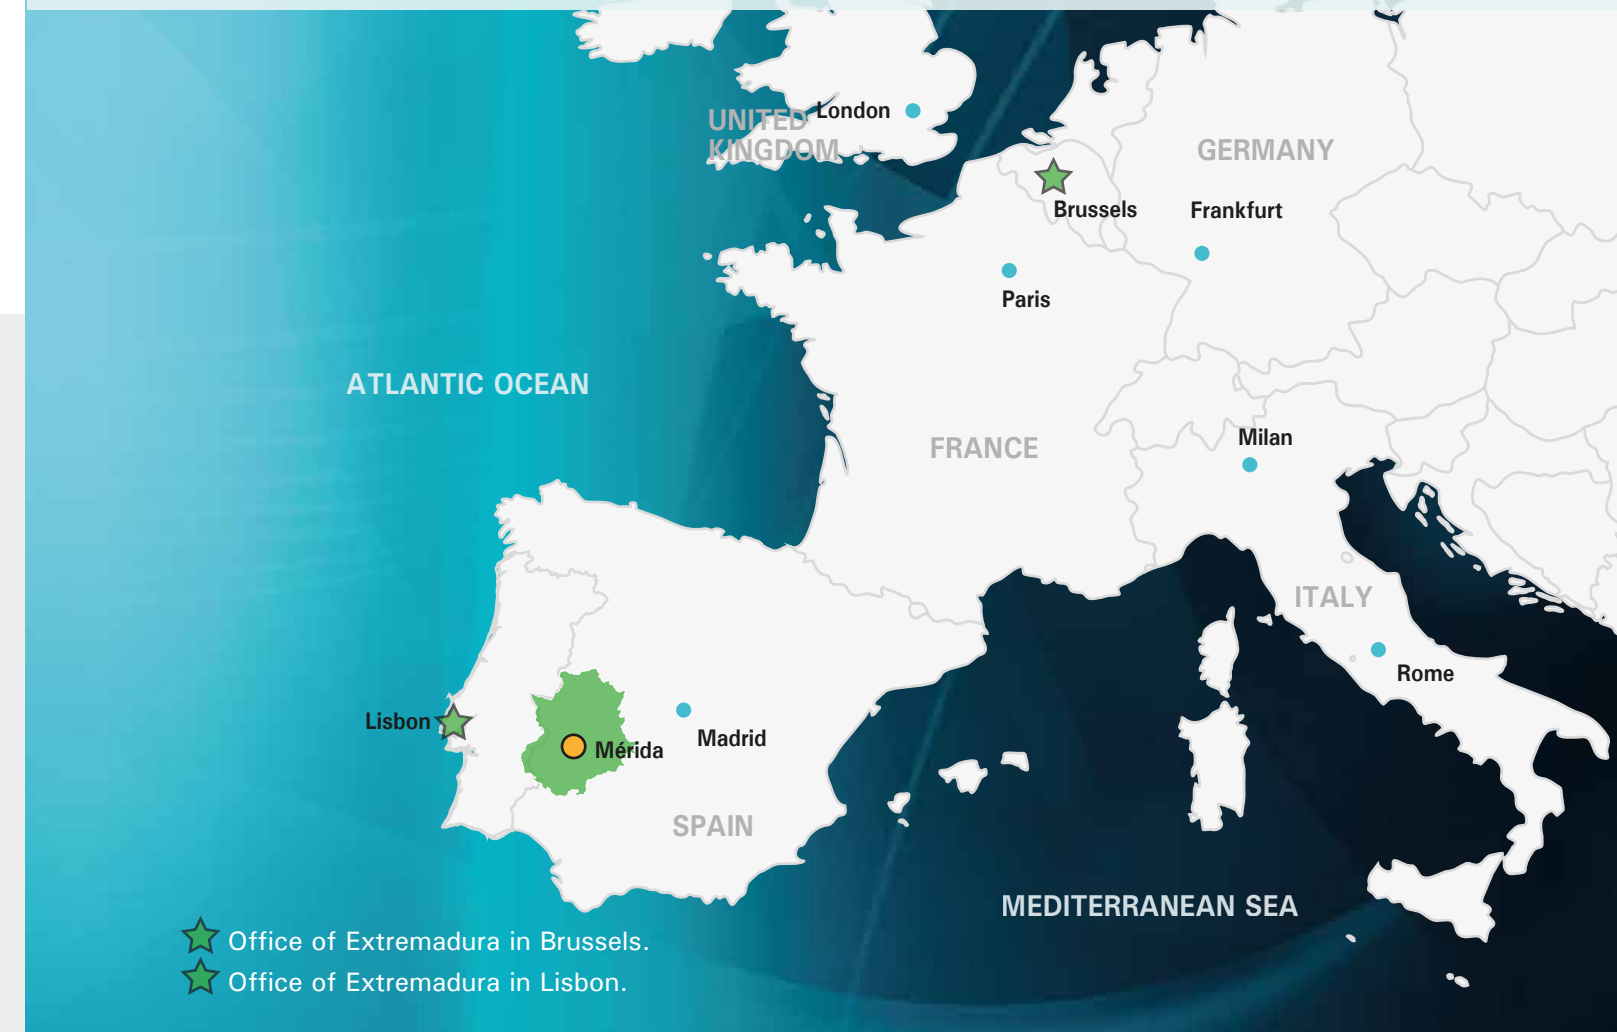 London
UNITED
KINGDOM
GERMANY
Brussels
Frankfurt
Paris
ATLANTIC OCEAN
FRANCE
Milan
ITALY
Rome
Lisbon
Madrid
Mérida
SPAIN
MEDITERRANEAN SEA
Office of Extremadura in Brussels.
Office of Extremadura in Lisbon.